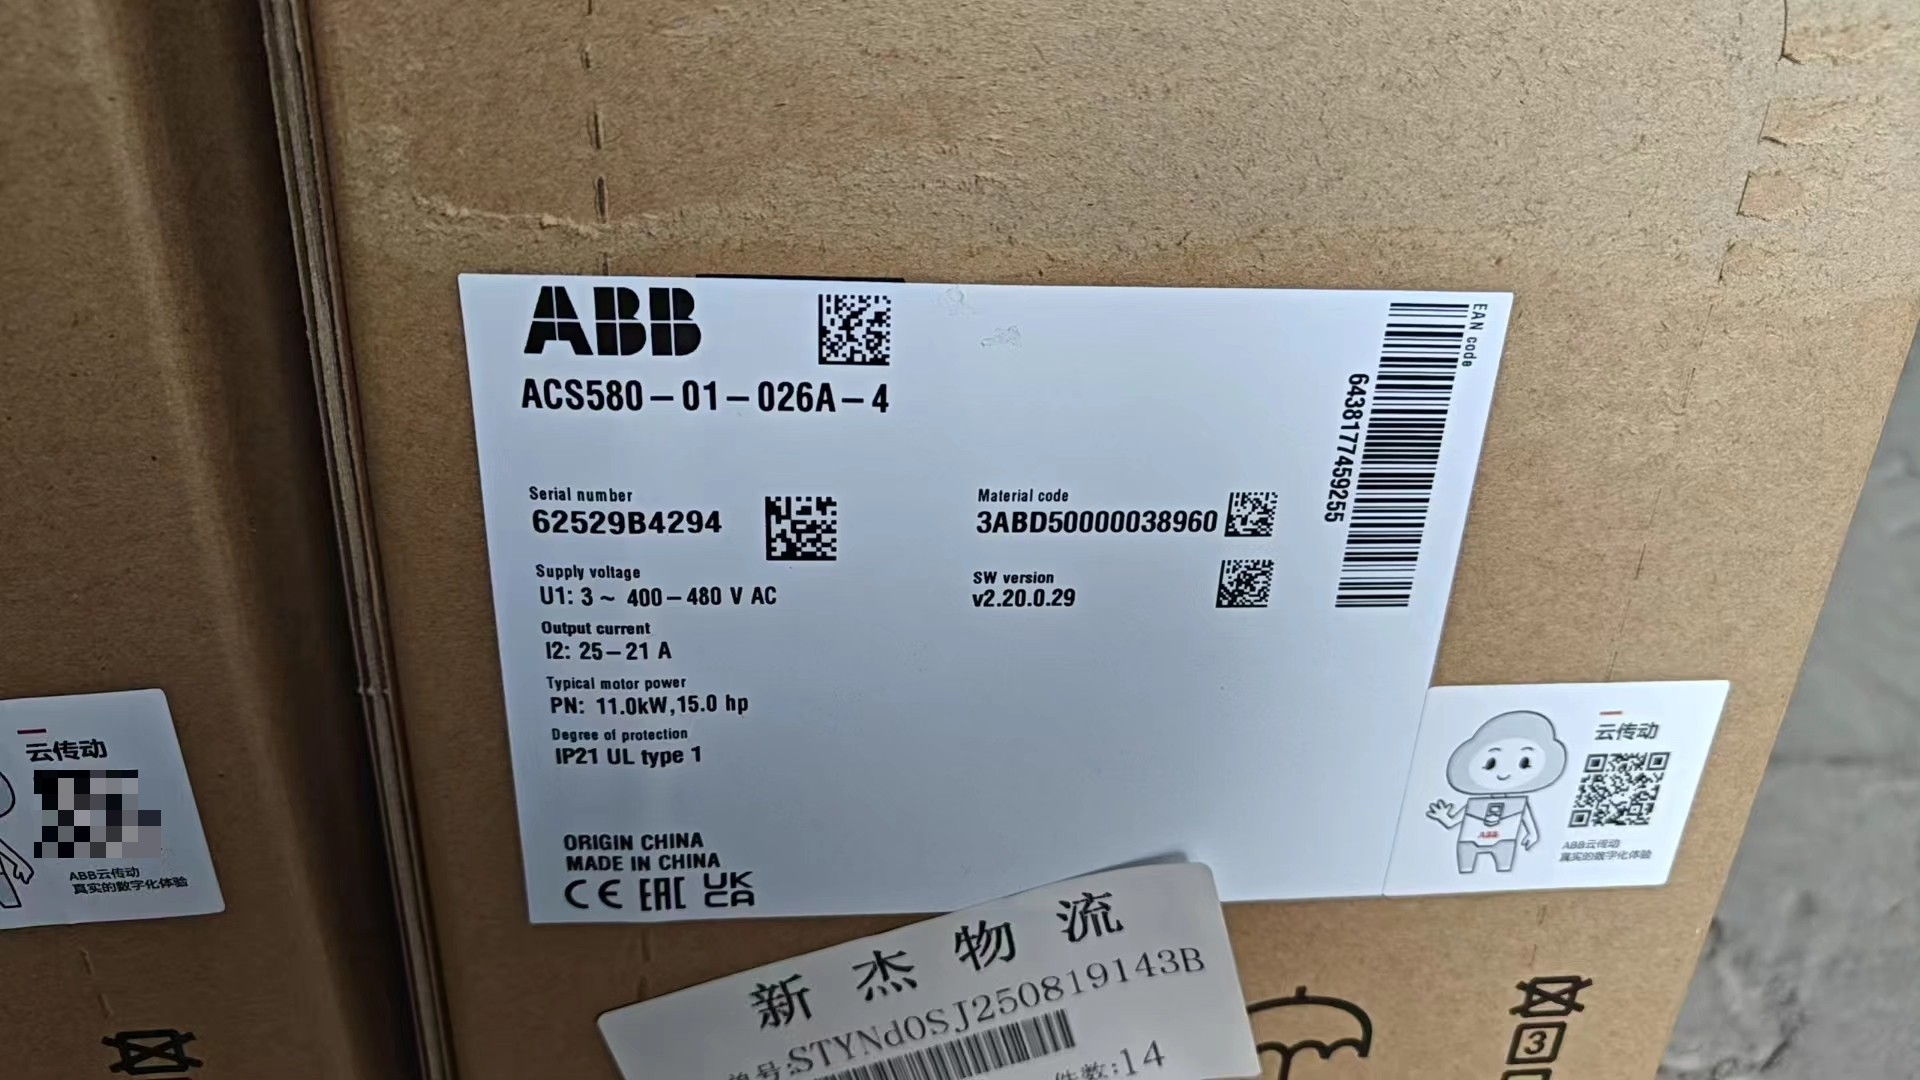 ABB
ACS580-01-026A-4
EAN code
6438177459255
Serial number
62529B4294
Material code
3ABD50000038960
Supply voltage
U1: 3~ 400-480 V AC
SW version
v2.20.0.29
Output current
I2: 25-21 A
Typical motor power
PN: 11.0kW,15.0 hp
Degree of protection
IP21 UL type 1
ORIGIN CHINA
MADE IN CHINA
CE EAC UKCA
云传动
ABB云传动
真实的数字化体验
云传动
ABB
ABB云传动
真实的数字化体验
新杰物流
单号:STYNd0SJ250819143B
件数:14
3